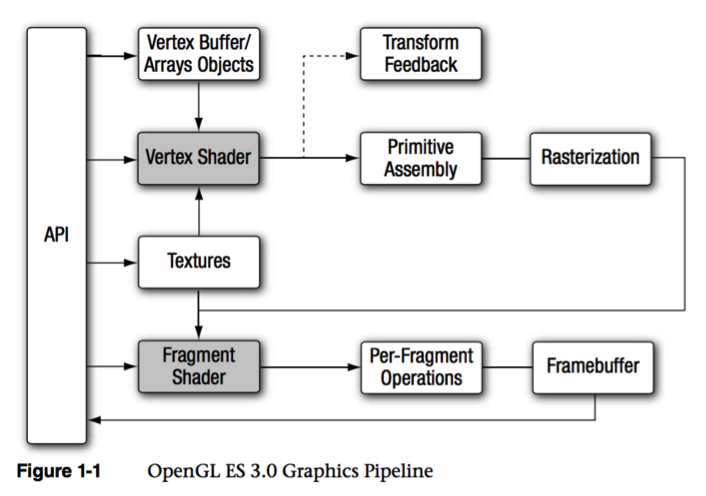 API
Vertex Buffer/
Arrays Objects
Transform
Feedback
Vertex Shader
Primitive
Assembly
Rasterization
Textures
Fragment
Shader
Per-Fragment
Operations
Framebuffer
Figure 1-1 OpenGL ES 3.0 Graphics Pipeline